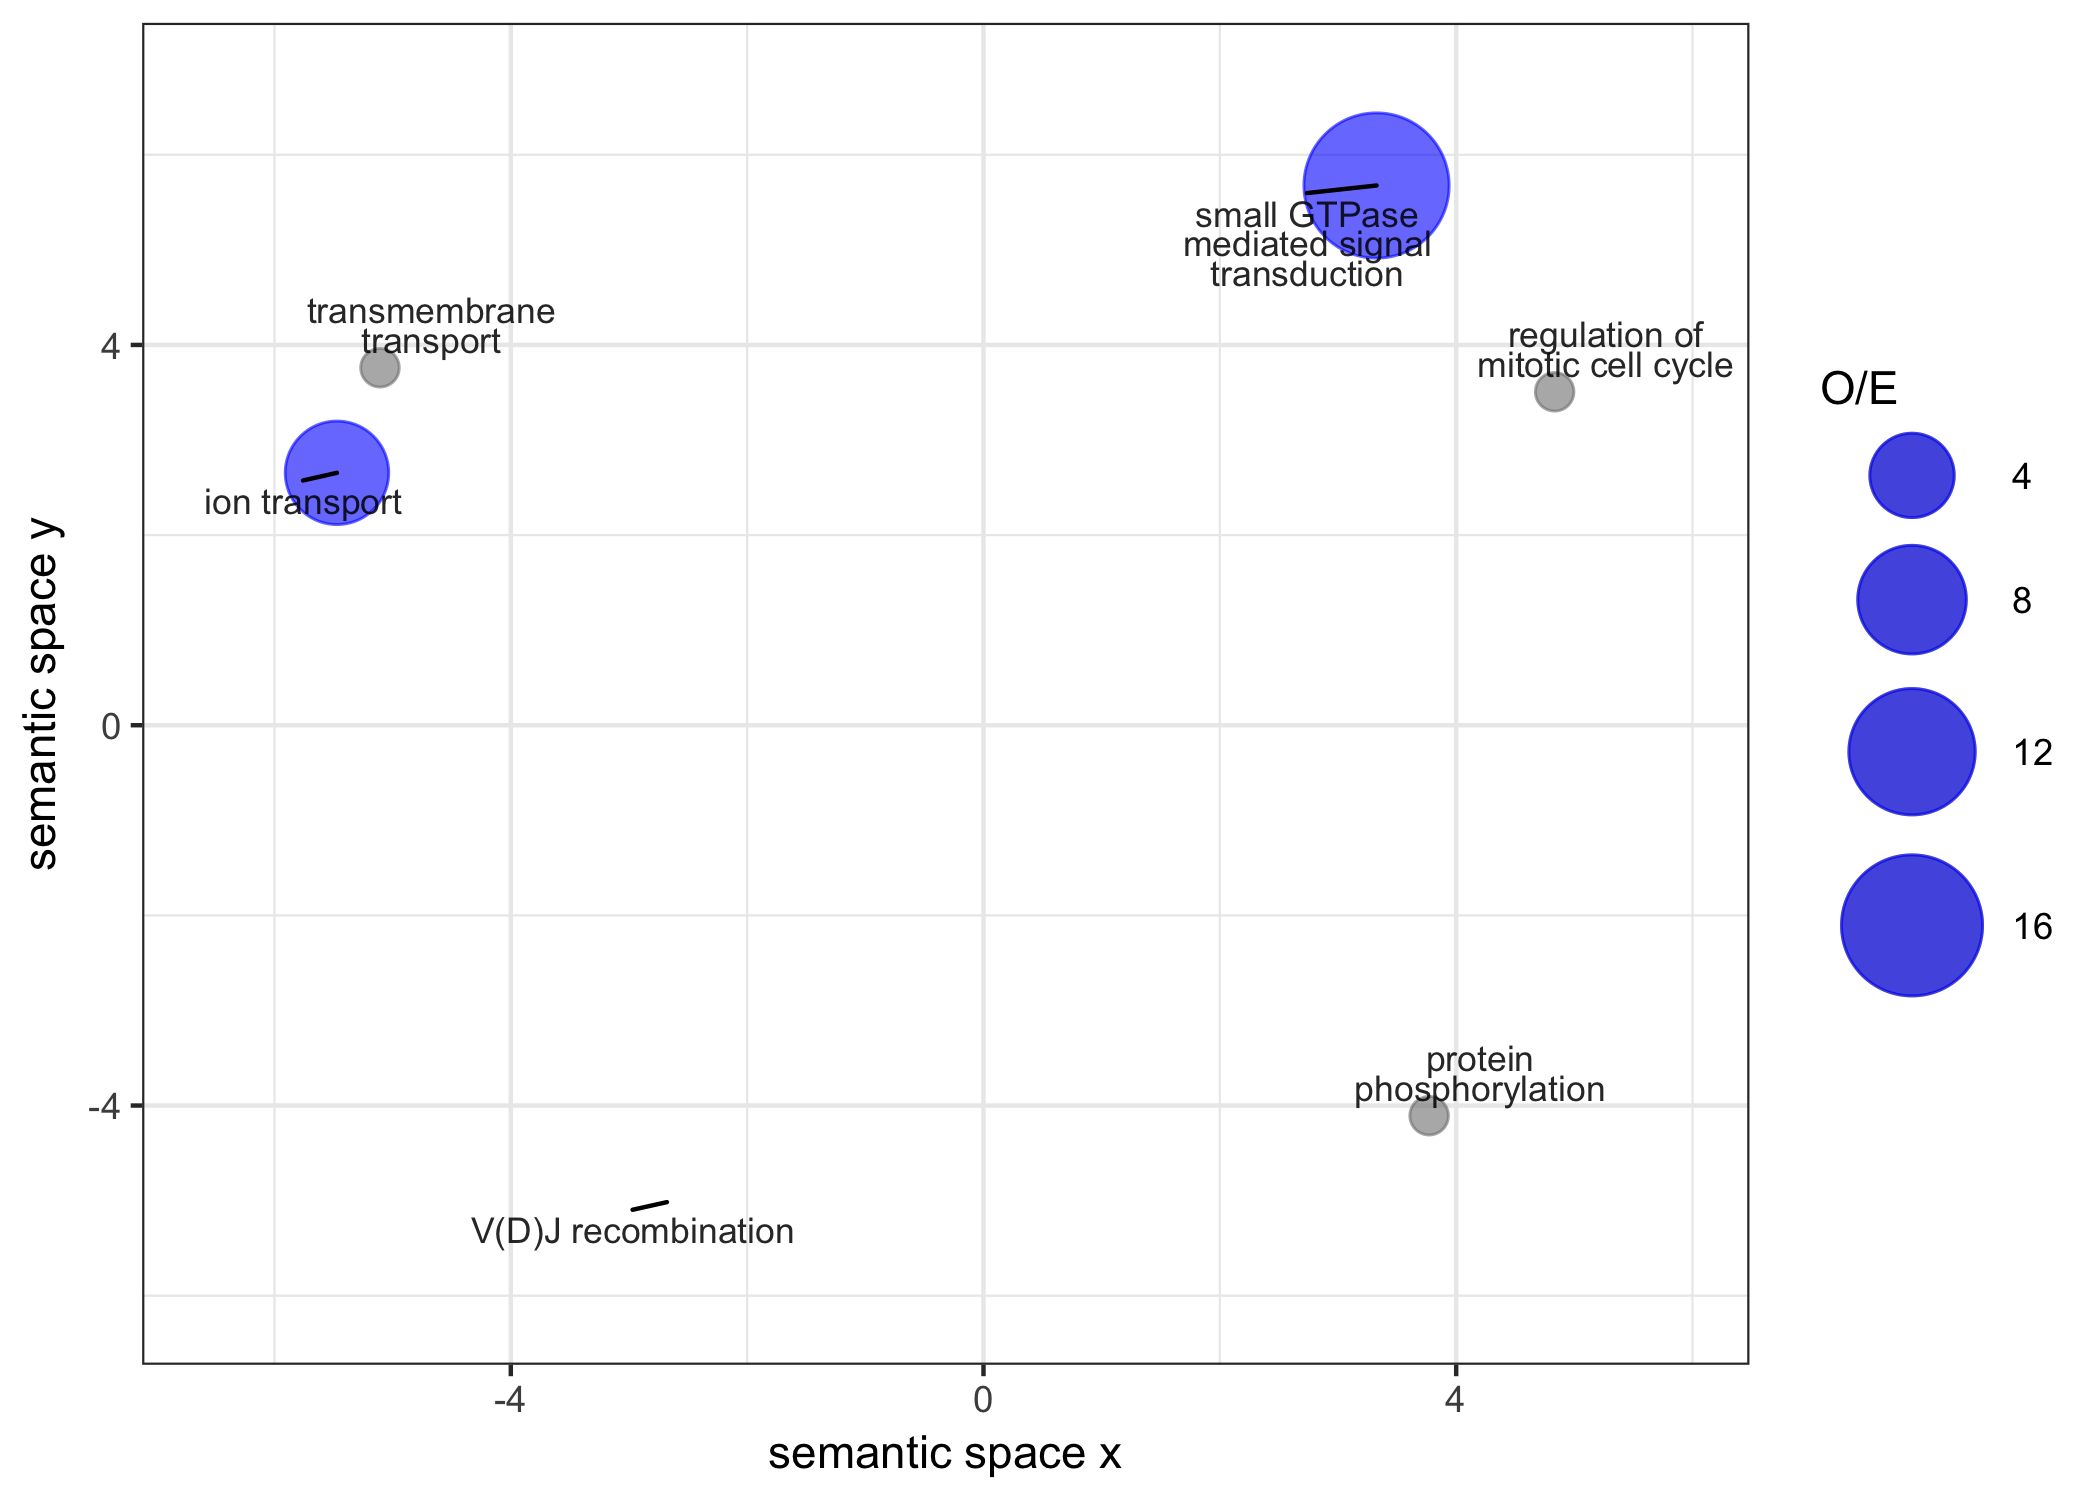 small GTPase
mediated signal
transduction
transmembrane
transport
regulation of
mitotic cell cycle
ion transport
protein
phosphorylation
V(D)J recombination
4
0
-4
semantic space y
-4
0
4
semantic space x
O/E
4
8
12
16